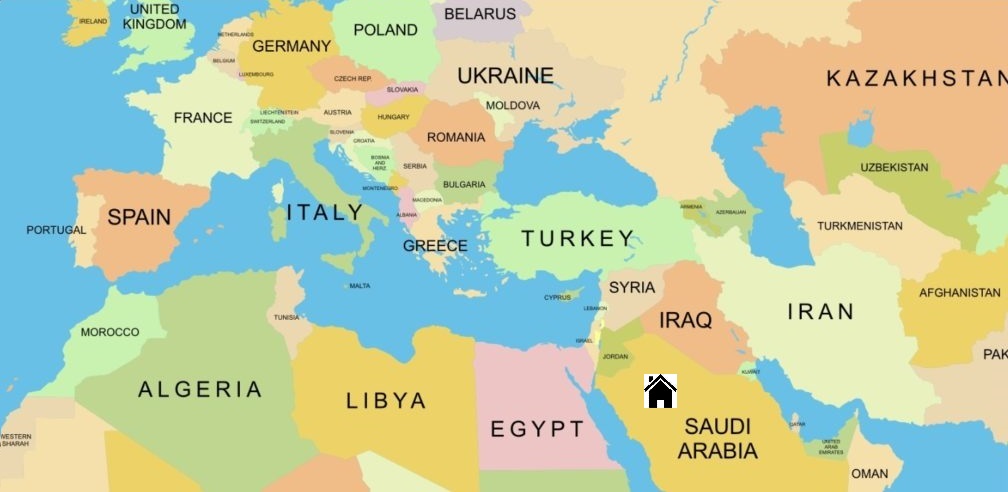 IRELAND
UNITED
KINGDOM
NETHERLANDS
BELGIUM
LUXEMBOURG
GERMANY
POLAND
BELARUS
CZECH REP.
SLOVAKIA
UKRAINE
MOLDOVA
KAZAKHSTAN
FRANCE
LIECHTENSTEIN
SWITZERLAND
AUSTRIA
HUNGARY
SLOVENIA
CROATIA
ROMANIA
BOSNIA
AND
HERZ.
SERBIA
MONTENEGRO
BULGARIA
MACEDONIA
ALBANIA
UZBEKISTAN
PORTUGAL
SPAIN
ITALY
GREECE
TURKEY
ARMENIA
AZERBAIJAN
TURKMENISTAN
MALTA
CYPRUS
SYRIA
LEBANON
IRAQ
IRAN
AFGHANISTAN
MOROCCO
TUNISIA
ISRAEL
JORDAN
KUWAIT
PAK
ALGERIA
LIBYA
EGYPT
SAUDI
ARABIA
QATAR
UNITED
ARAB
EMIRATES
OMAN
WESTERN
SHARAH